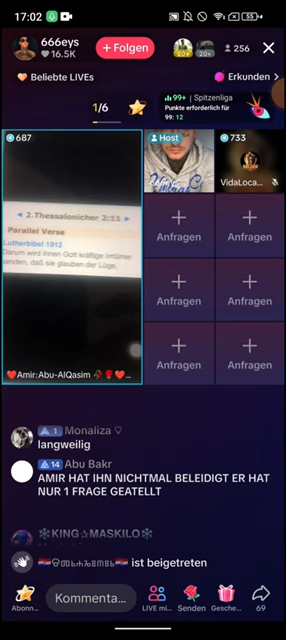 17:02
55
666eys
16.5K
+ Folgen
20+
20+
256
Beliebte LIVEs
Erkunden >
1/6
99+ | Spitzenliga
Punkte erforderlich für
99: 12
687
2.Thessalonicher 2:11
Parallel Verse
Lutherbibel 1912
Darum wird ihnen Gott kräftige Irrtümer
senden, daß sie glauben der Lüge,
Amir:Abu-AlQasim
Host
733
VidaLoca...
Anfragen
Anfragen
Anfragen
Anfragen
Anfragen
Anfragen
1 Monaliza ♡
langweilig
14 Abu Bakr
AMIR HAT IHN NICHTMAL BELEIDIGT ER HAT
NUR 1 FRAGE GEATELLT
KING☆MASKILO
ist beigetreten
Abonn...
Kommenta...
LIVE mi...
Senden
Gesche...
69